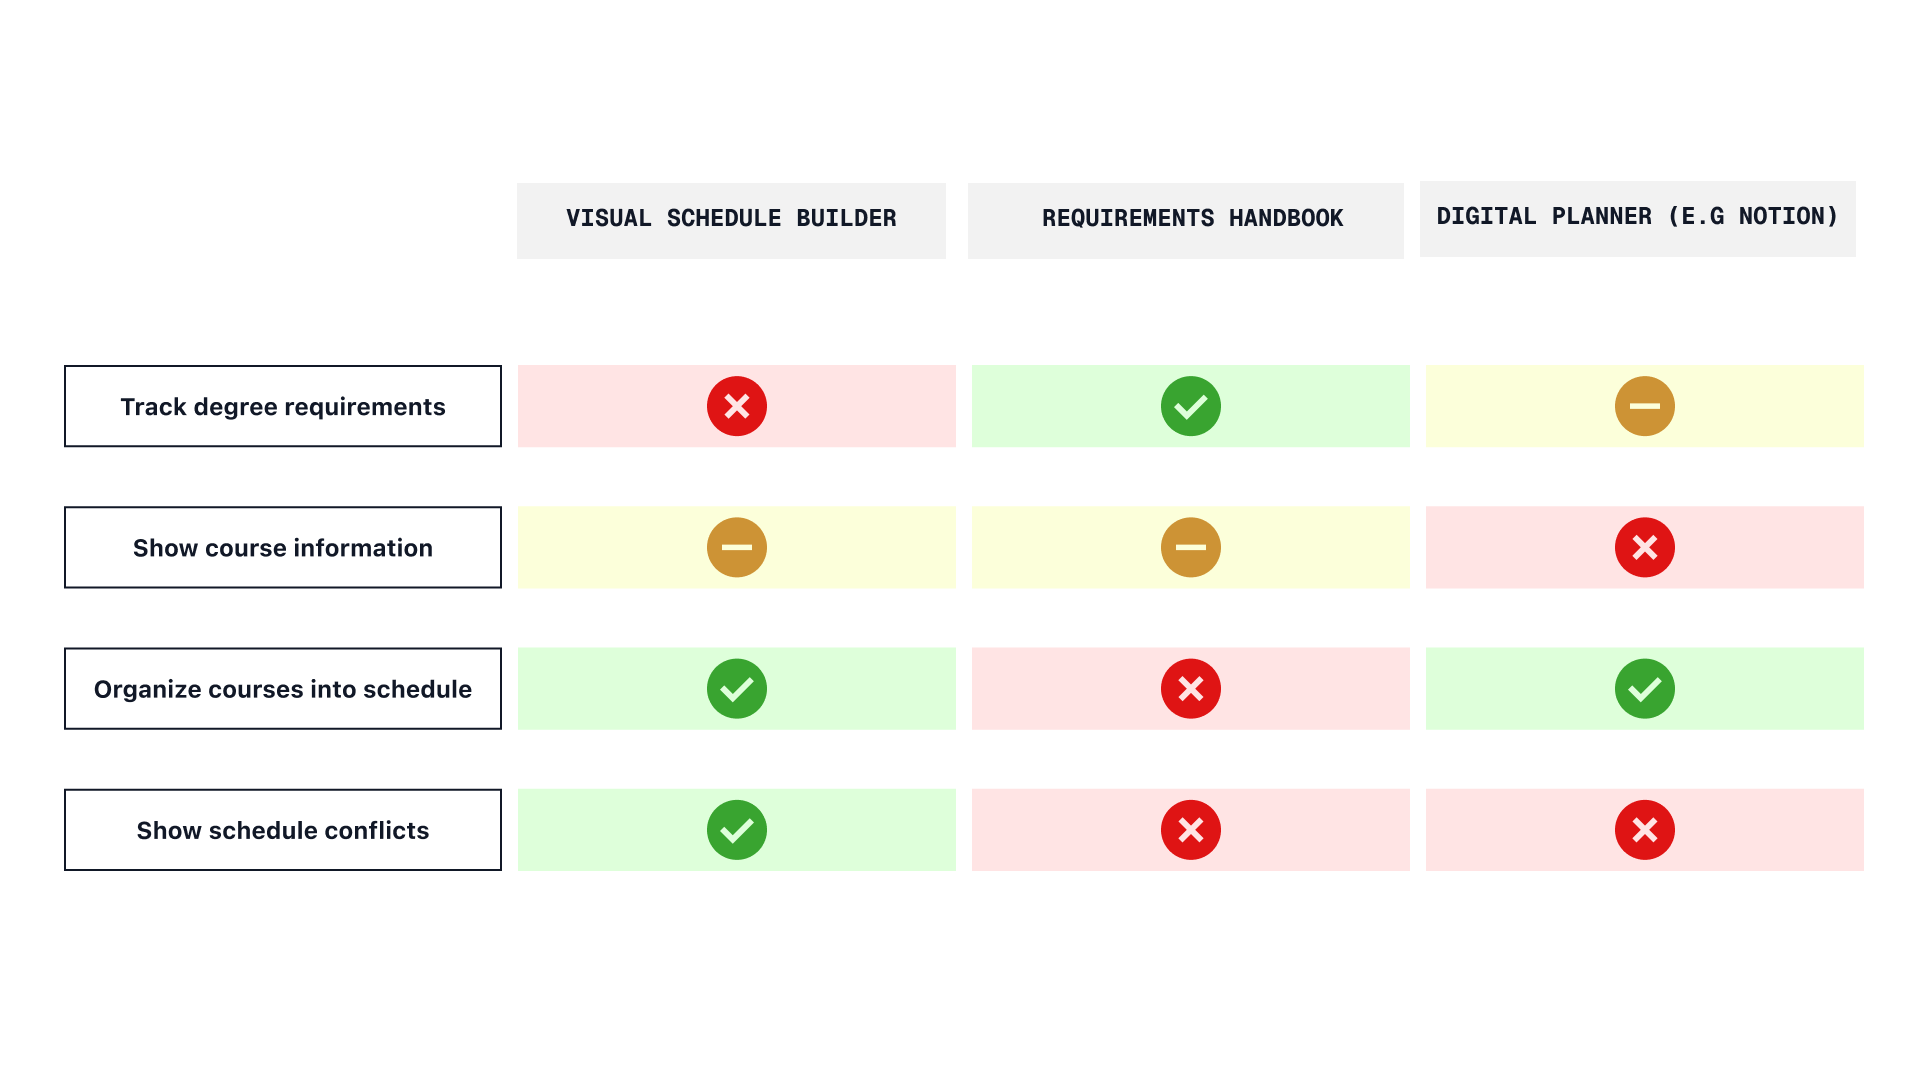 VISUAL SCHEDULE BUILDER
REQUIREMENTS HANDBOOK
DIGITAL PLANNER (E.G NOTION)
Track degree requirements
Show course information
Organize courses into schedule
Show schedule conflicts